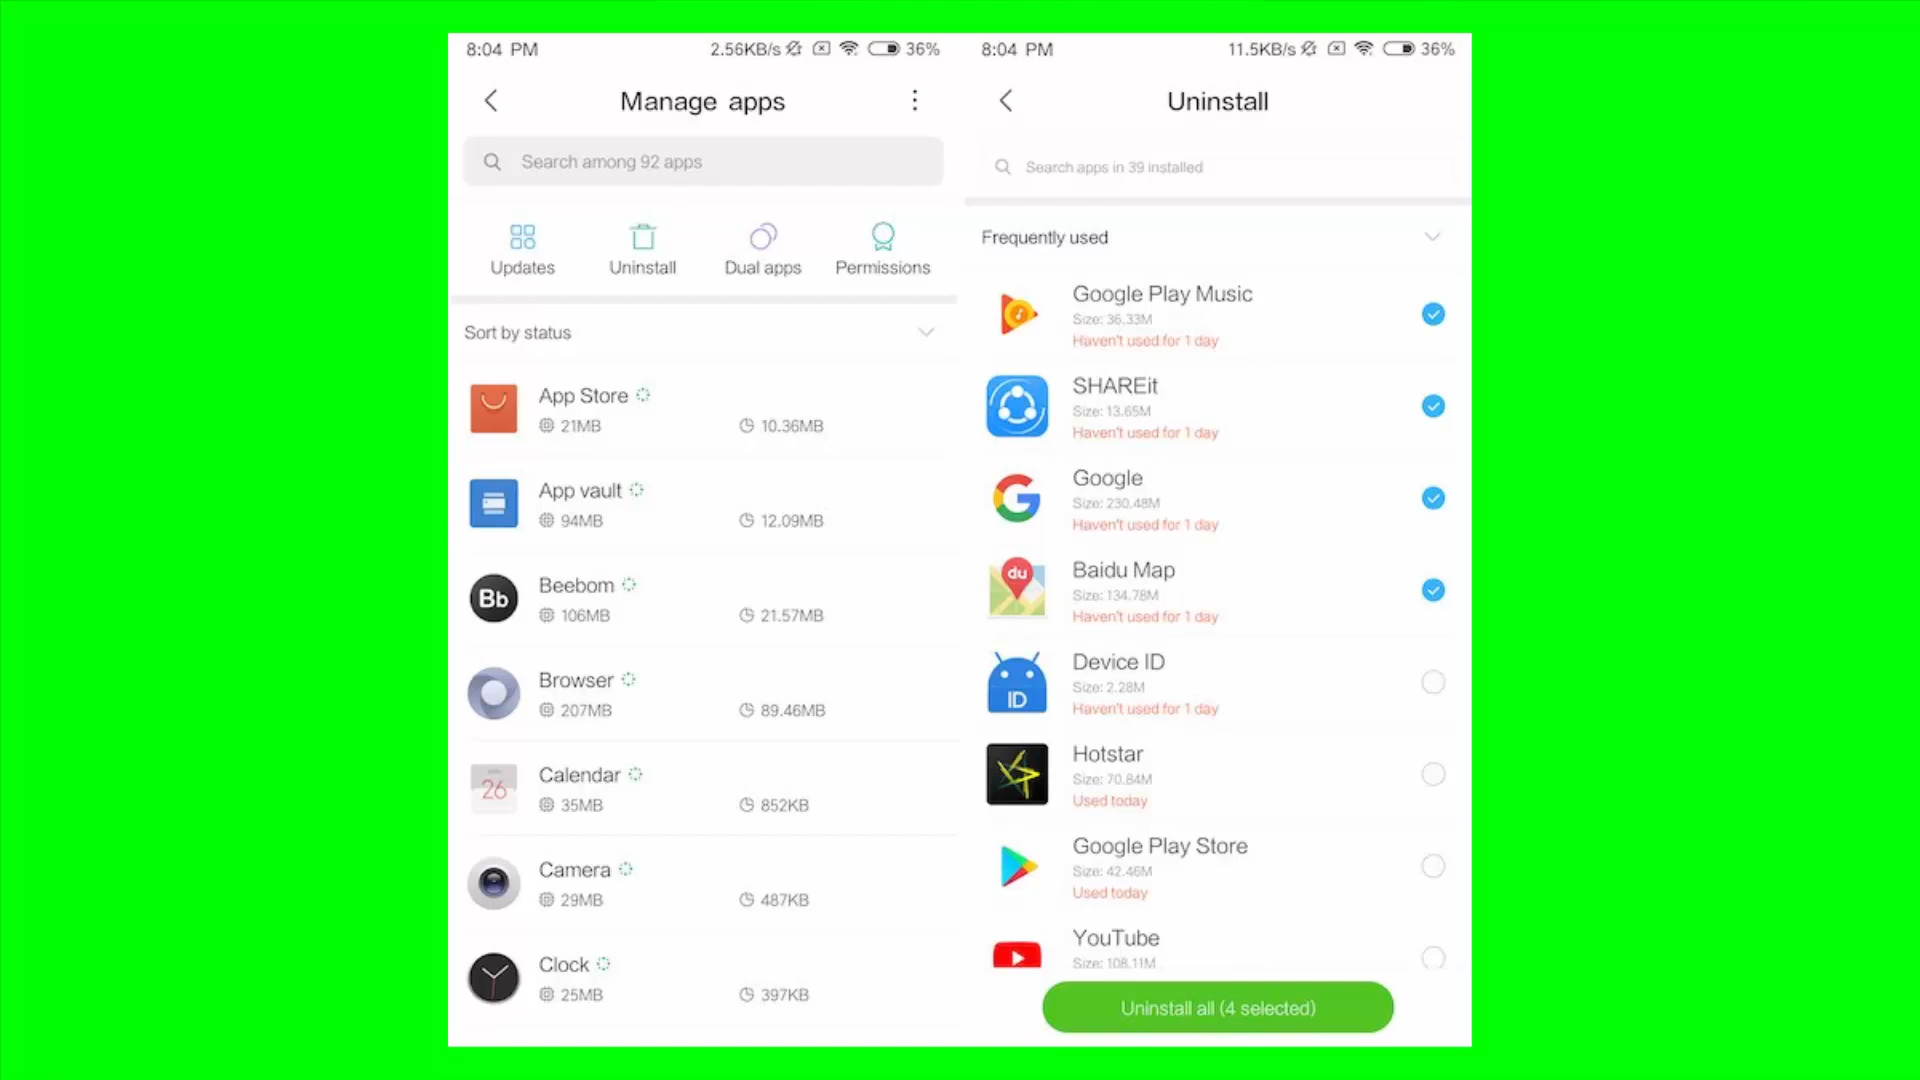 8:04 PM
2.56KB/s
36%
Manage apps
Search among 92 apps
Updates
Uninstall
Dual apps
Permissions
Sort by status
App Store
21MB
10.36MB
App vault
94MB
12.09MB
Bb
Beebom
106MB
21.57MB
Browser
207MB
89.46MB
26
Calendar
35MB
852KB
Camera
29MB
487KB
Clock
25MB
397KB
8:04 PM
11.5KB/s
36%
Uninstall
Search apps in 39 installed
Frequently used
Google Play Music
Size: 36.33M
Haven't used for 1 day
SHAREit
Size: 13.65M
Haven't used for 1 day
G
Google
Size: 230.48M
Haven't used for 1 day
du
Baidu Map
Size: 134.78M
Haven't used for 1 day
ID
Device ID
Size: 2.28M
Haven't used for 1 day
Hotstar
Size: 70.84M
Used today
Google Play Store
Size: 42.46M
Used today
YouTube
Size: 108.11M
Uninstall all (4 selected)